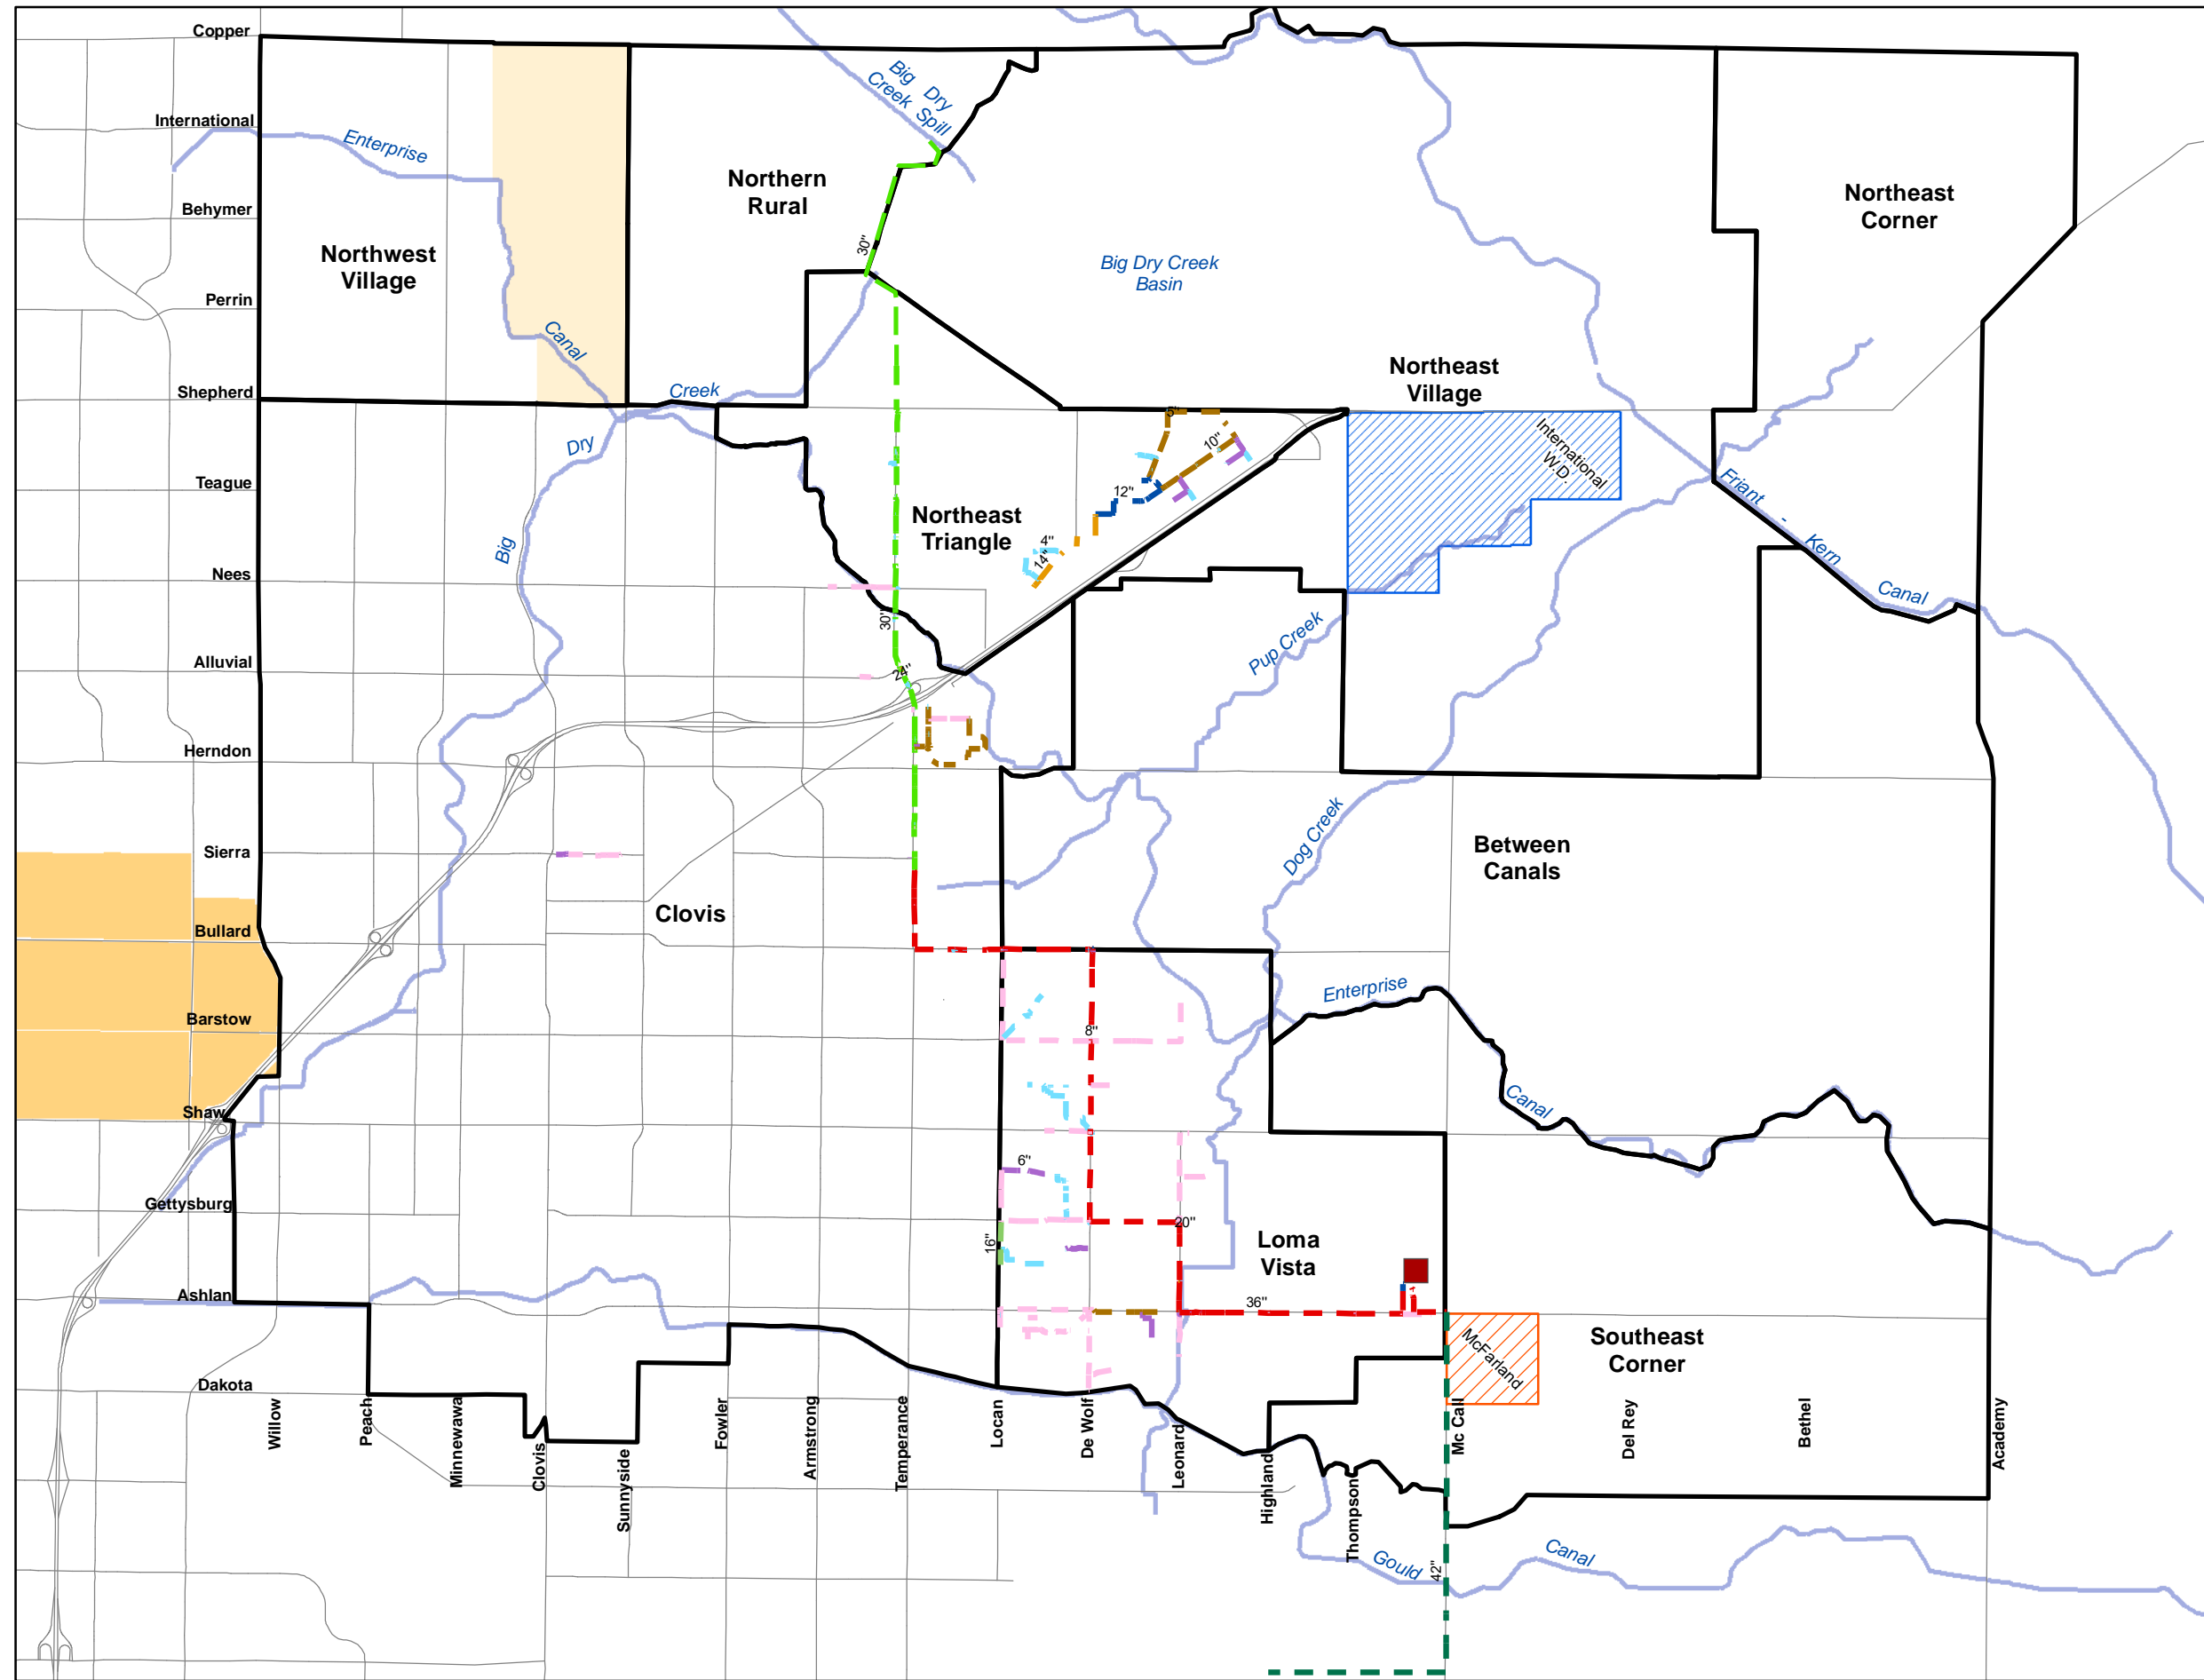 Copper
International
Behymer
Perrin
Shepherd
Teague
Nees
Alluvial
Herndon
Sierra
Bullard
Barstow
Shaw
Gettysburg
Ashlan
Dakota
Enterprise
Canal
Northwest
Village
Big Dry
Creek Spill
Northern
Rural
30"
Big Dry Creek
Basin
Northeast
Corner
Northeast
Village
Creek
Dry
Big
Northeast
Triangle
5"
10"
12"
4"
14"
International
W.D.
Friant - Kern
Canal
30"
24"
Pup Creek
Dog Creek
Between
Canals
Clovis
Enterprise
Canal
8"
6"
16"
20"
36"
Loma
Vista
McFarland
Southeast
Corner
Willow
Peach
Minnewawa
Clovis
Sunnyside
Fowler
Armstrong
Temperance
Locan
De Wolf
Leonard
Highland
Thompson
Mc Call
Del Rey
Bethel
Academy
42"
Gould
Canal